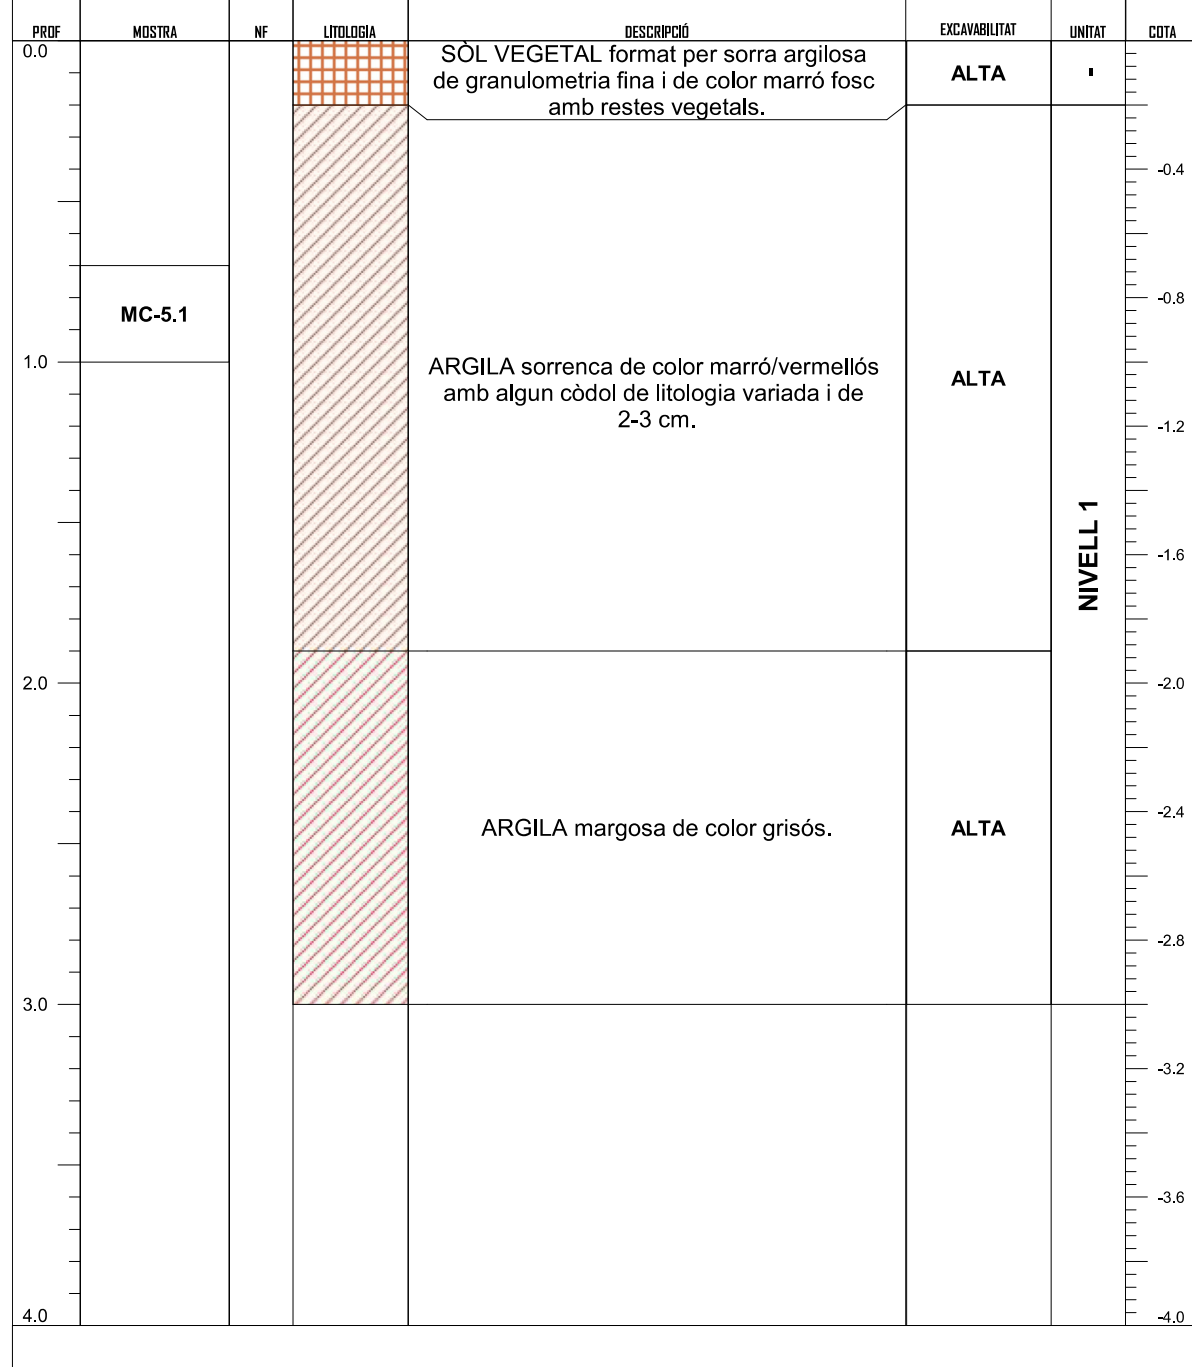 PROF MOSTRA NF LITOLOGIA DESCRIPCIÓ EXCAVABILITAT UNITAT COTA
0.0
SÒL VEGETAL format per sorra argilosa
de granulometria fina i de color marró fosc
amb restes vegetals.
ALTA
-0.4
-0.8
MC-5.1
1.0
ARGILA sorrenca de color marró/vermellós
amb algun còdol de litologia variada i de
2-3 cm.
ALTA
-1.2
NIVELL 1
-1.6
2.0
-2.0
-2.4
ARGILA margosa de color grisós.
ALTA
-2.8
3.0
-3.2
-3.6
4.0
-4.0